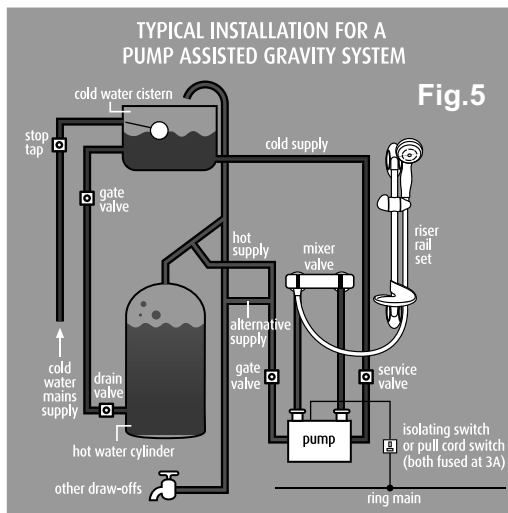 TYPICAL INSTALLATION FOR A
PUMP ASSISTED GRAVITY SYSTEM
Fig.5
cold water cistern
stop
tap
cold supply
gate
valve
hot
supply
mixer
valve
riser
rail
set
alternative
supply
cold
water
mains
supply
drain
valve
gate
valve
service
valve
hot water cylinder
pump
isolating switch
or pull cord switch
(both fused at 3A)
other draw-offs
ring main